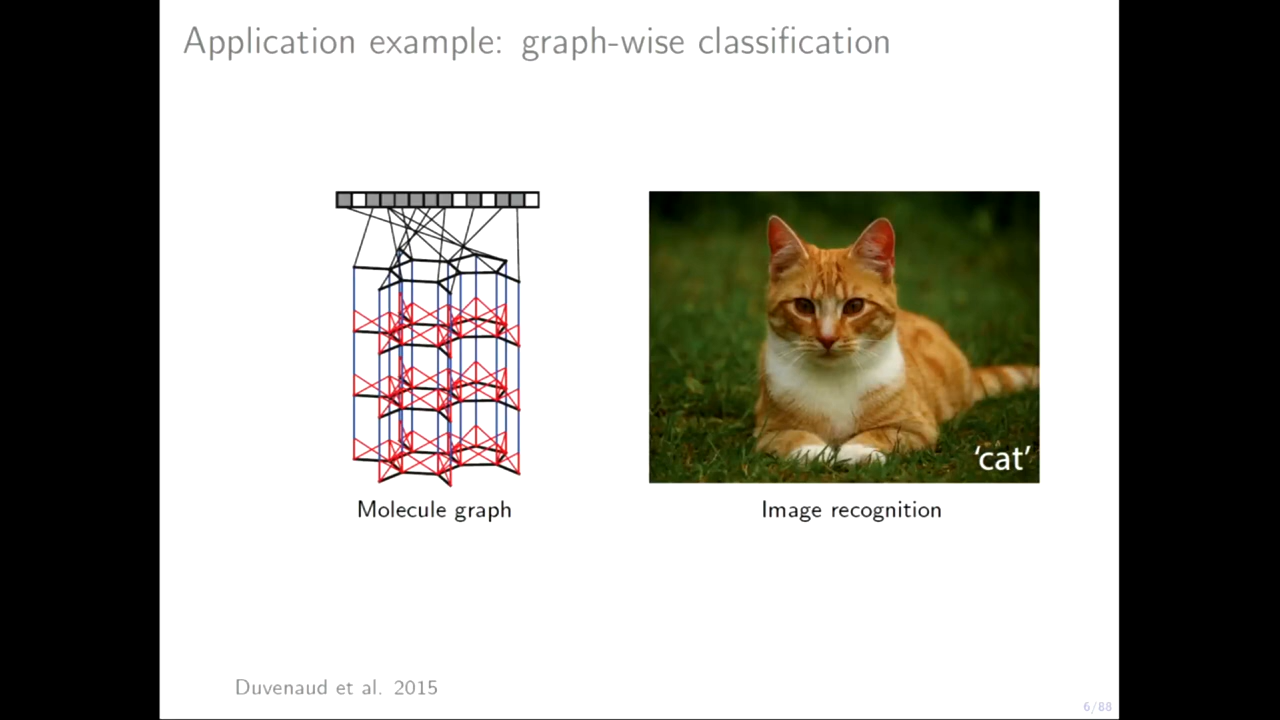 Application example: graph-wise classification
‘cat’
Molecule graph
Image recognition
Duvenaud et al. 2015
6/88